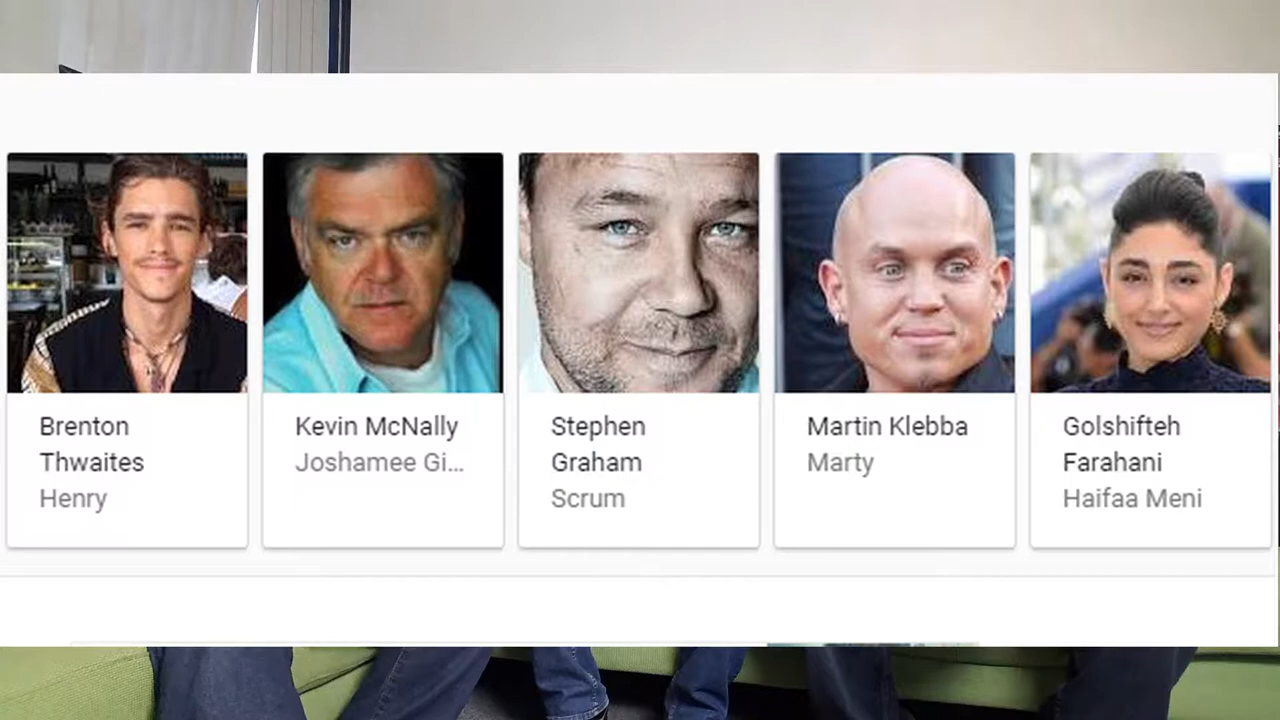 Brenton
Thwaites
Henry
Kevin McNally
Joshamee Gi...
Stephen
Graham
Scrum
Martin Klebba
Marty
Golshifteh
Farahani
Haifaa Meni